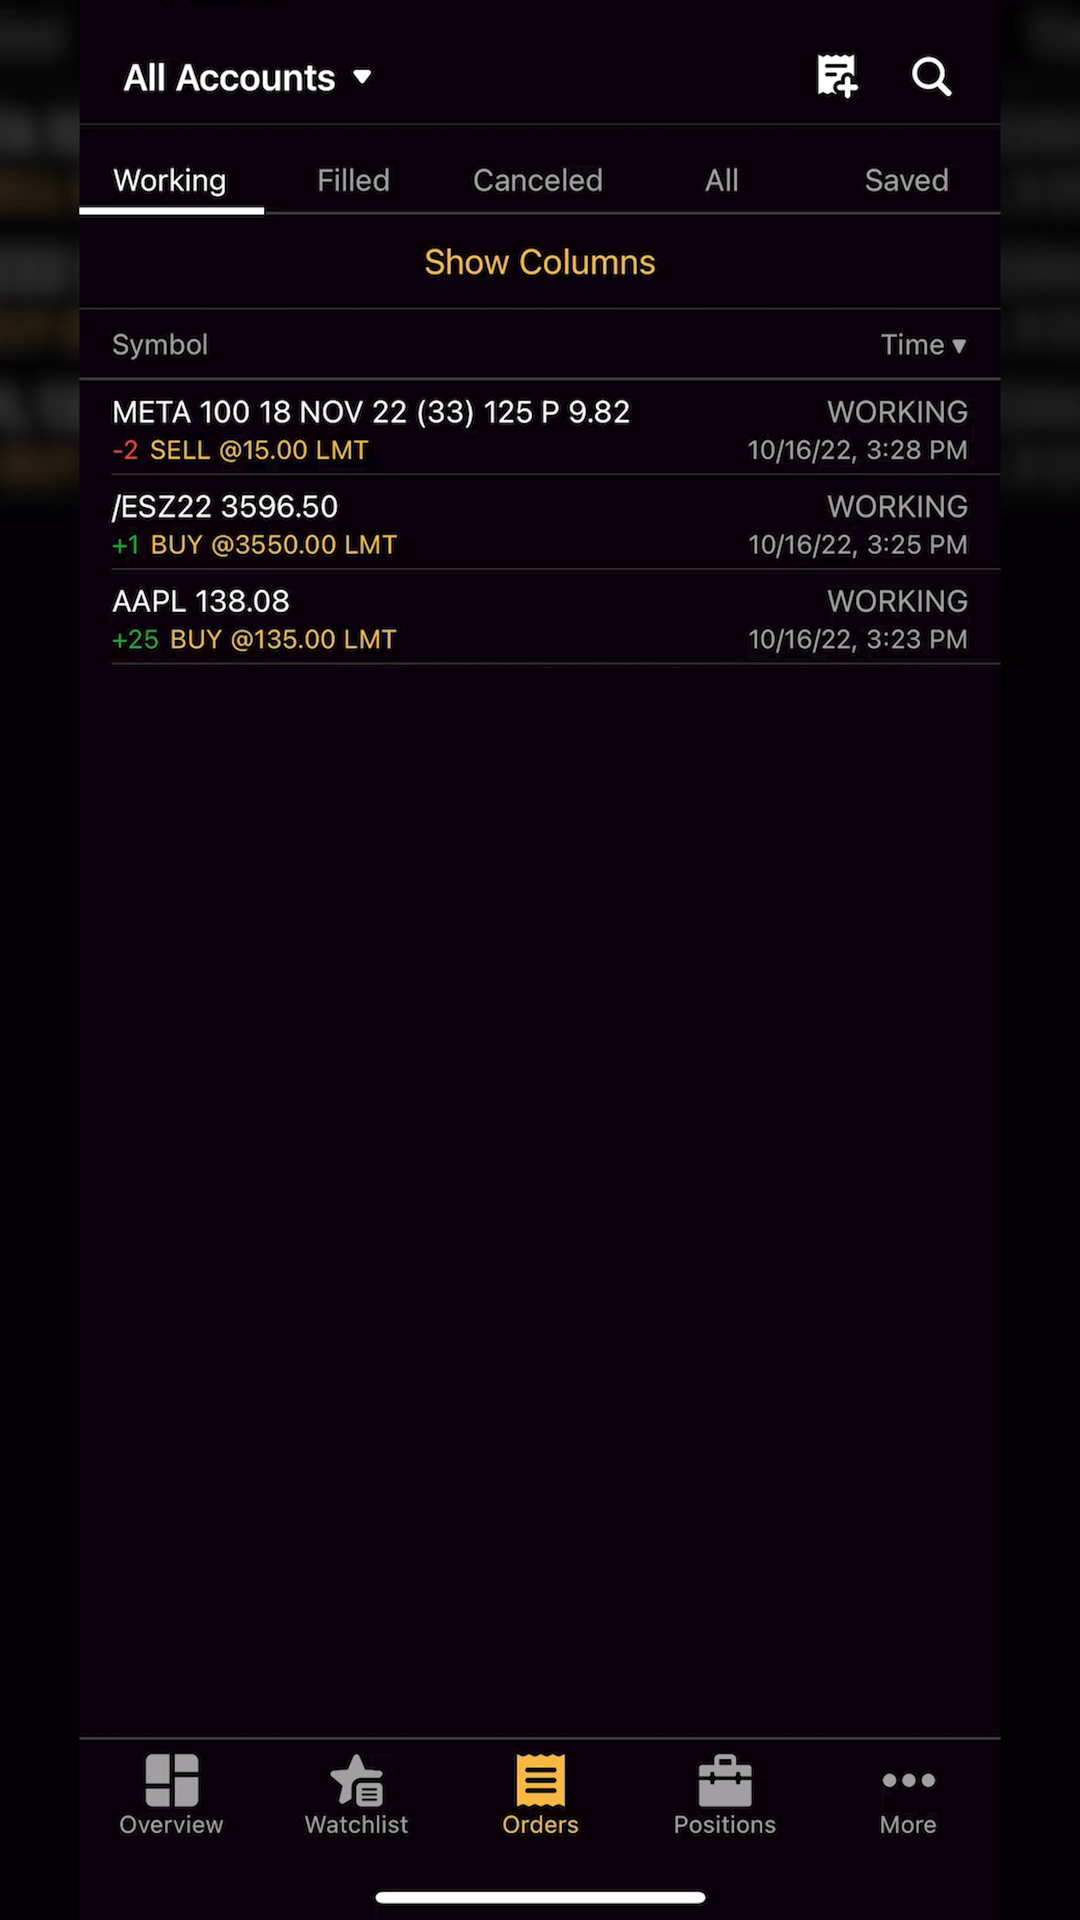 All Accounts ▼
Working Filled Canceled All Saved
Show Columns
Symbol Time ▼
META 100 18 NOV 22 (33) 125 P 9.82 WORKING
-2 SELL @15.00 LMT 10/16/22, 3:28 PM
/ESZ22 3596.50 WORKING
+1 BUY @3550.00 LMT 10/16/22, 3:25 PM
AAPL 138.08 WORKING
+25 BUY @135.00 LMT 10/16/22, 3:23 PM
Overview Watchlist Orders Positions More